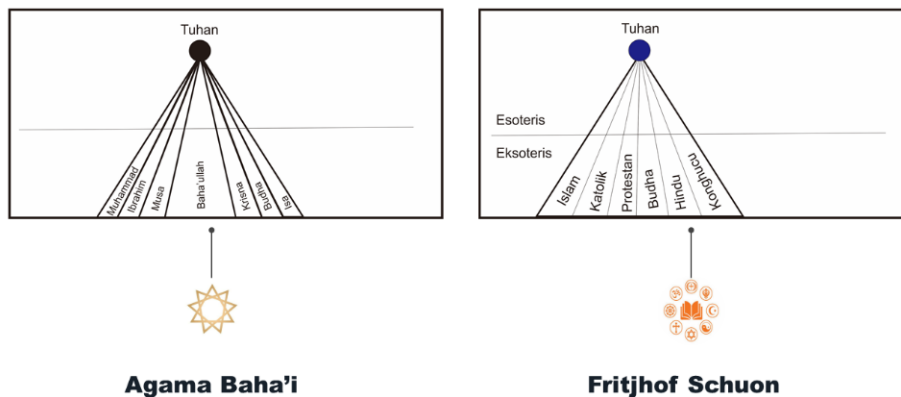 Tuhan
Muhammad
Ibrahim
Musa
Baha'ullah
Krisna
Budha
Isa
Agama Baha'i
Tuhan
Esoteris
Eksoteris
Islam
Katolik
Protestan
Budha
Hindu
Konghucu
Fritjhof Schuon